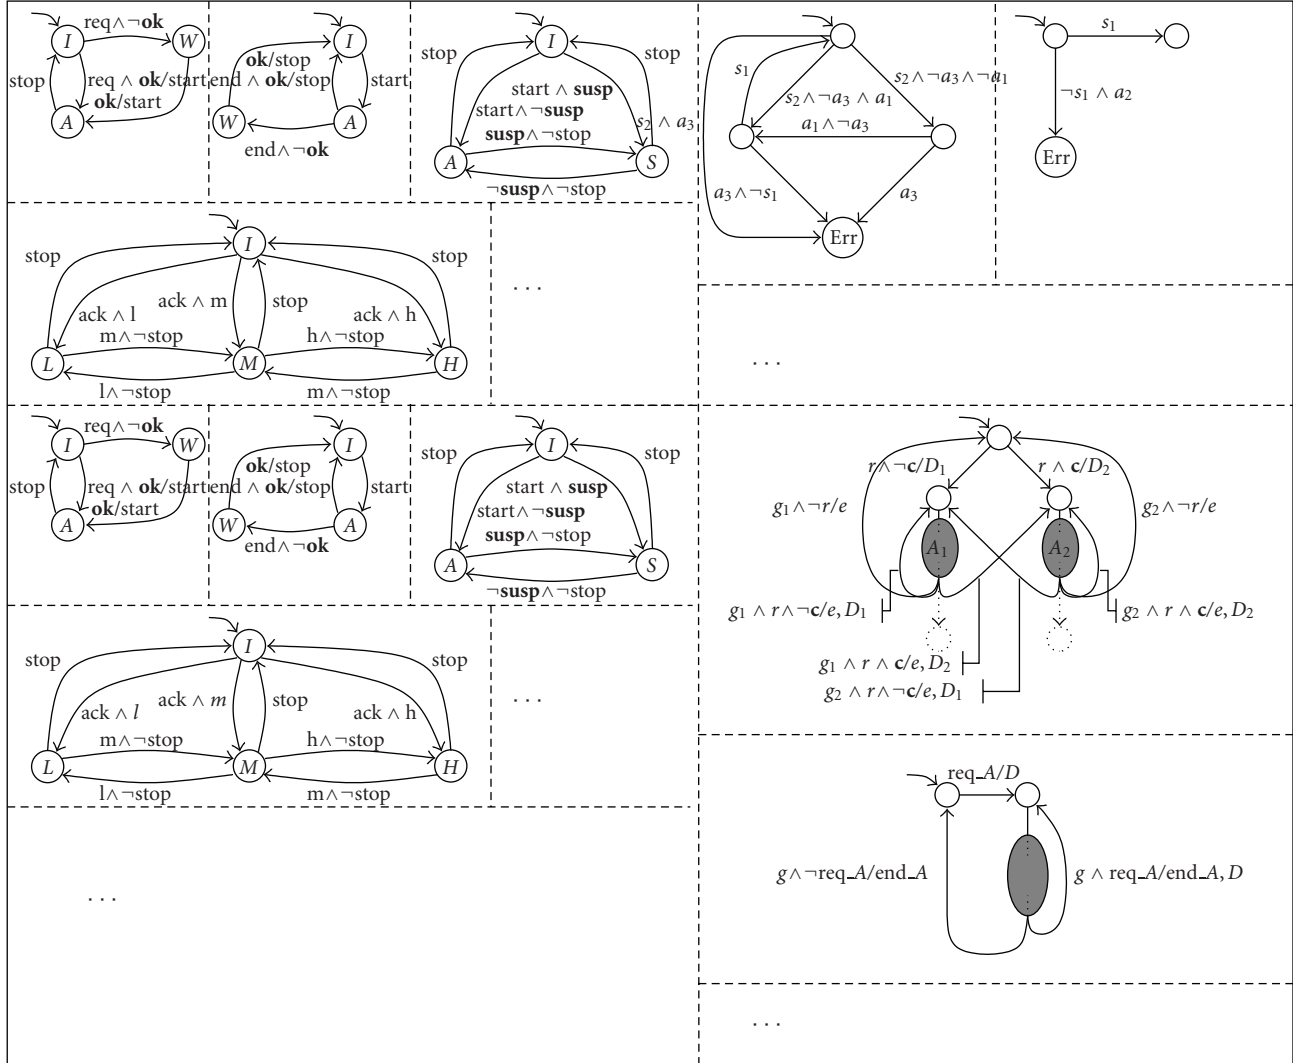 req∧¬ok
I
W
stop
req ∧ ok/start
ok/start
A
I
ok/stop
end ∧ ok/stop
start
W
A
end∧¬ok
I
stop
stop
start ∧ susp
start∧¬susp
susp∧¬stop
A
S
¬susp∧¬stop
s2 ∧ a3
s1
s2 ∧¬a3 ∧¬a1
s2 ∧¬a3 ∧ a1
a1 ∧¬a3
a3 ∧¬s1
a3
Err
s1
¬s1 ∧ a2
Err
I
stop
stop
ack ∧ l
ack ∧ m
stop
ack ∧ h
m∧¬stop
h∧¬stop
L
M
H
l∧¬stop
m∧¬stop
. . .
. . .
req∧¬ok
I
W
stop
req ∧ ok/start
ok/start
A
I
ok/stop
end ∧ ok/stop
start
W
A
end∧¬ok
I
stop
stop
start ∧ susp
start∧¬susp
susp∧¬stop
A
S
¬susp∧¬stop
r∧¬c/D1
r ∧ c/D2
g1∧¬r/e
g2∧¬r/e
A1
A2
g1 ∧ r∧¬c/e, D1
g2 ∧ r ∧ c/e, D2
g1 ∧ r ∧ c/e, D2
g2 ∧ r∧¬c/e, D1
I
stop
stop
ack ∧ l
ack ∧ m
stop
ack ∧ h
m∧¬stop
h∧¬stop
L
M
H
l∧¬stop
m∧¬stop
. . .
req_A/D
g∧¬req_A/end_A
g ∧ req_A/end_A, D
. . .
. . .